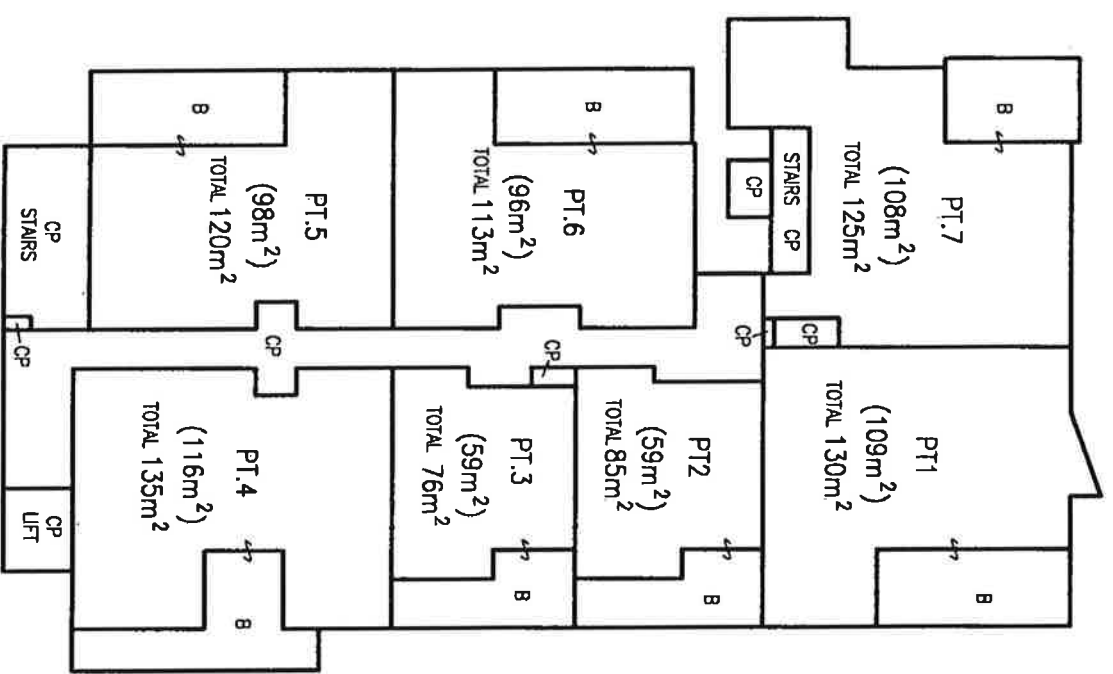 B
PT.7
(108m²)
TOTAL 125m²
STAIRS CP
CP
CP
CP
B
PT.6
(96m²)
TOTAL 113m²
B
PT.5
(98m²)
TOTAL 120m²
CP
STAIRS
CP
CP
CP
PT1
(109m²)
TOTAL 130m²
B
PT2
(59m²)
TOTAL 85m²
B
PT.3
(59m²)
TOTAL 76m²
B
PT.4
(116m²)
TOTAL 135m²
B
CP
LIFT